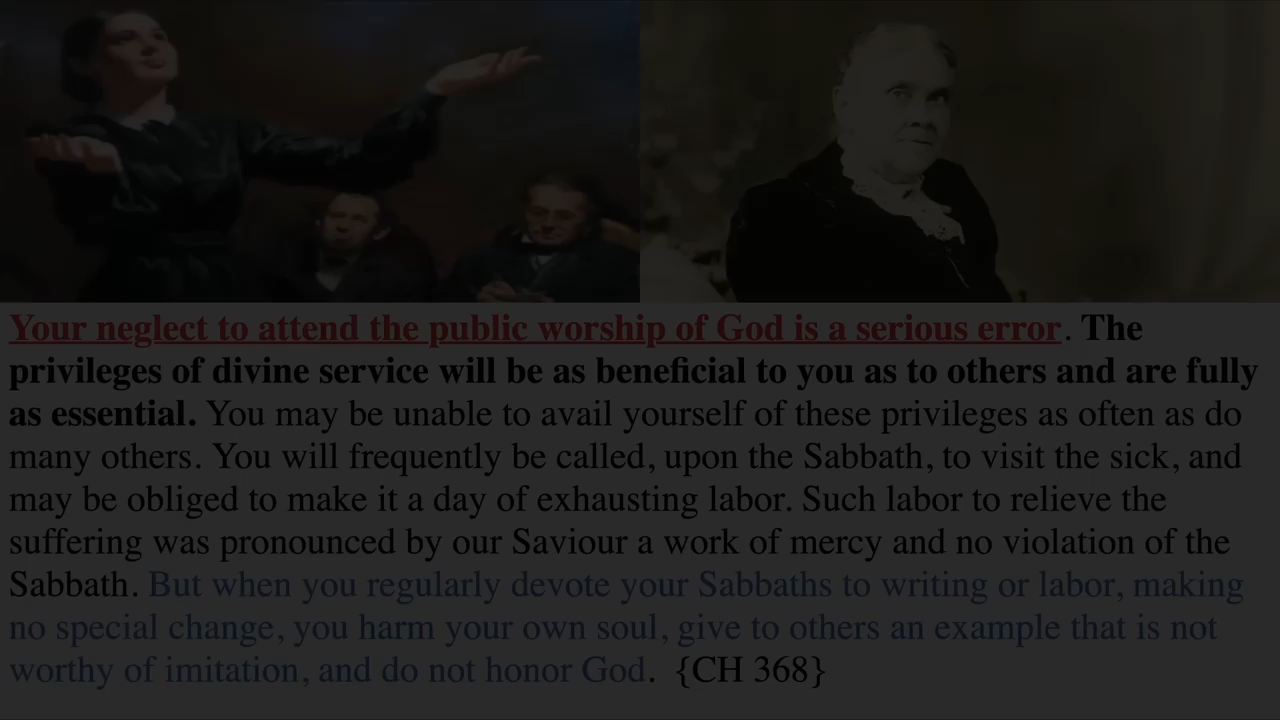 Your neglect to attend the public worship of God is a serious error. The
privileges of divine service will be as beneficial to you as to others and are fully
as essential. You may be unable to avail yourself of these privileges as often as do
many others. You will frequently be called, upon the Sabbath, to visit the sick, and
may be obliged to make it a day of exhausting labor. Such labor to relieve the
suffering was pronounced by our Saviour a work of mercy and no violation of the
Sabbath. But when you regularly devote your Sabbaths to writing or labor, making
no special change, you harm your own soul, give to others an example that is not
worthy of imitation, and do not honor God.  {CH 368}